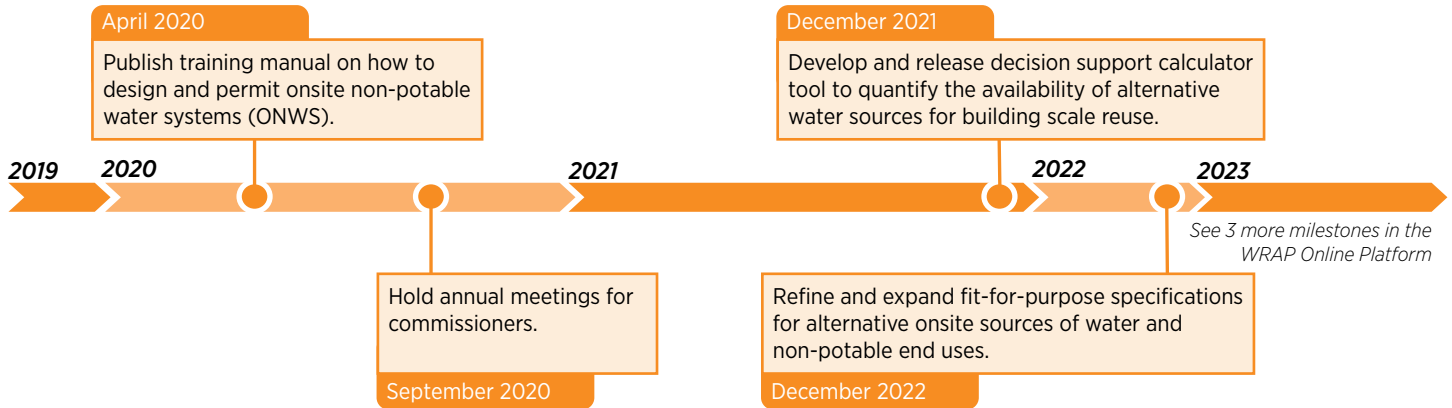 April 2020
Publish training manual on how to
design and permit onsite non-potable
water systems (ONWS).
December 2021
Develop and release decision support calculator
tool to quantify the availability of alternative
water sources for building scale reuse.
2019
2020
2021
2022
2023
See 3 more milestones in the
WRAP Online Platform
Hold annual meetings for
commissioners.
September 2020
Refine and expand fit-for-purpose specifications
for alternative onsite sources of water and
non-potable end uses.
December 2022